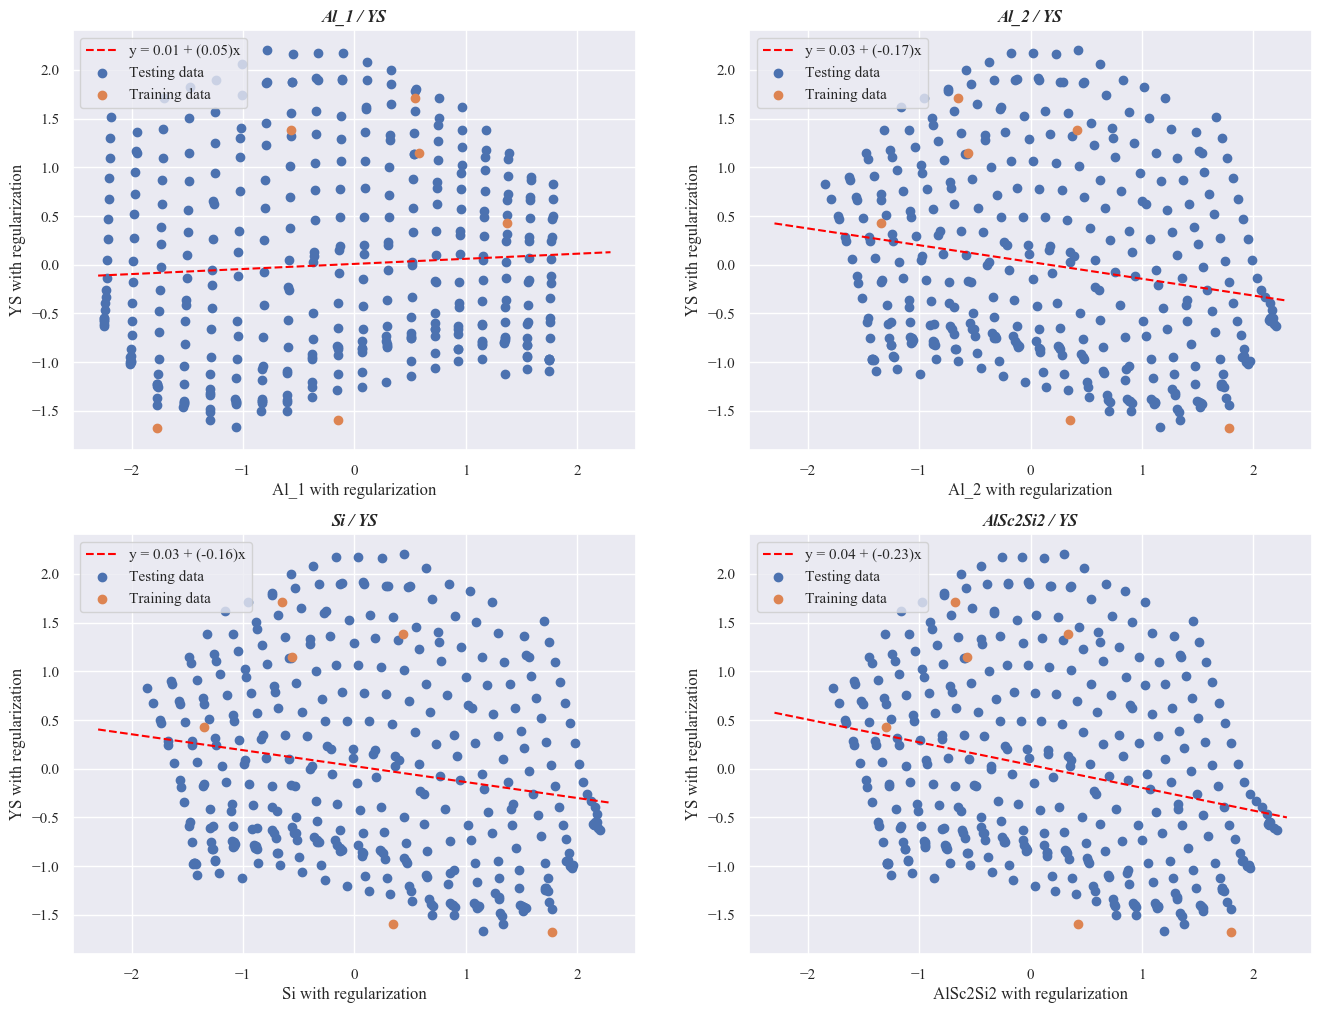 Al_1 / YS
y = 0.01 + (0.05)x
Testing data
Training data
2.0
1.5
1.0
0.5
0.0
−0.5
−1.0
−1.5
YS with regularization
−2 −1 0 1 2
Al_1 with regularization
Al_2 / YS
y = 0.03 + (-0.17)x
Testing data
Training data
2.0
1.5
1.0
0.5
0.0
−0.5
−1.0
−1.5
YS with regularization
−2 −1 0 1 2
Al_2 with regularization
Si / YS
y = 0.03 + (-0.16)x
Testing data
Training data
2.0
1.5
1.0
0.5
0.0
−0.5
−1.0
−1.5
YS with regularization
−2 −1 0 1 2
Si with regularization
AlSc2Si2 / YS
y = 0.04 + (-0.23)x
Testing data
Training data
2.0
1.5
1.0
0.5
0.0
−0.5
−1.0
−1.5
YS with regularization
−2 −1 0 1 2
AlSc2Si2 with regularization